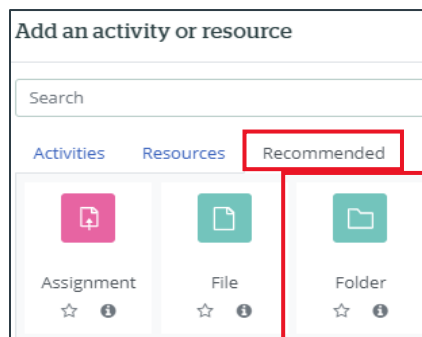 Add an activity or resource
Search
Activities Resources Recommended
Assignment File Folder